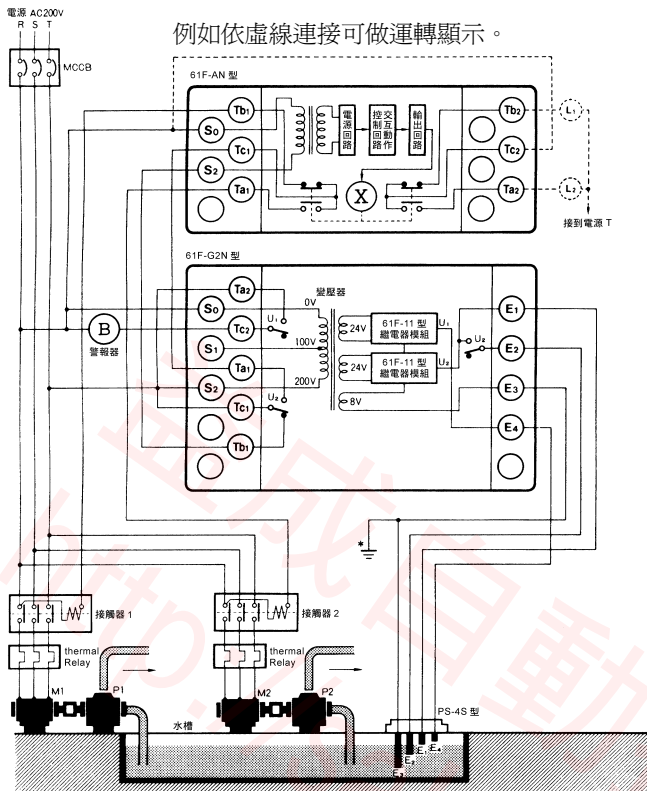 電源 AC200V
R S T
例如依虛線連接可做運轉顯示。
MCCB
61F-AN 型
Tb1
S0
Tc1
S2
Ta1
電源回路
控制回路
交互動作
輸出回路
X
Tb2
Tc2
Ta2
L1
L2
接到電源 T
61F-G2N 型
Ta2
S0
Tc2
S1
Ta1
S2
Tc1
Tb1
B
警報器
U1
U2
變壓器
0V
100V
200V
24V
24V
8V
61F-11 型
繼電器模組
U1
61F-11 型
繼電器模組
U2
U2
E1
E2
E3
E4
*
接觸器 1
接觸器 2
thermal
Relay
thermal
Relay
M1
P1
M2
P2
水槽
PS-4S 型
E3
E2
E1
E4
益成自動
http://